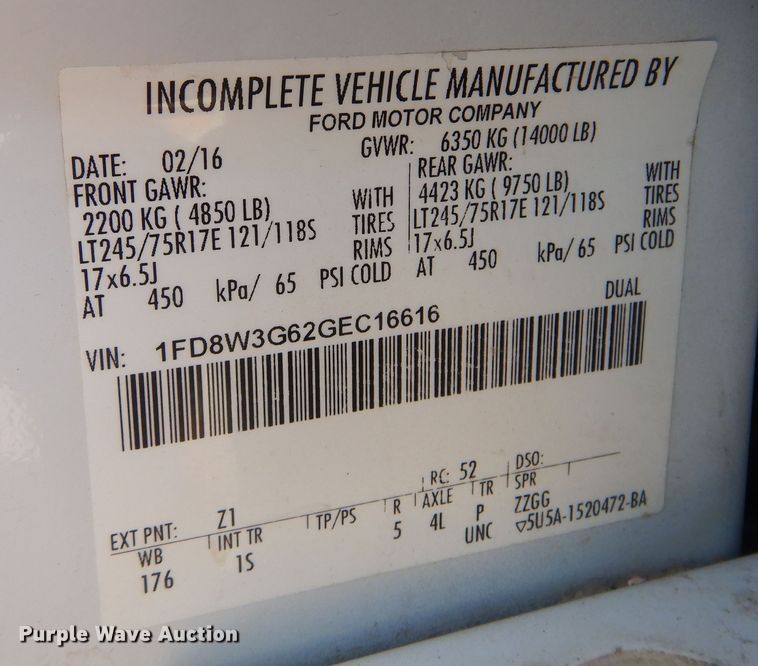 INCOMPLETE VEHICLE MANUFACTURED BY
FORD MOTOR COMPANY
DATE: 02/16 GVWR: 6350 KG (14000 LB)
FRONT GAWR: REAR GAWR:
2200 KG ( 4850 LB) WITH 4423 KG ( 9750 LB) WITH
LT245/75R17E 121/118S TIRES LT245/75R17E 121/118S TIRES
17x6.5J RIMS 17x6.5J RIMS
AT 450 kPa/ 65 PSI COLD AT 450 kPa/ 65 PSI COLD
DUAL
VIN: 1FD8W3G62GEC16616
EXT PNT: Z1 RC: 52 DSO:
WB INT TR TP/PS R AXLE TR SPR
176 1S 5 4L P ZZGG
UNC ▽5U5A-1520472-BA
Purple Wave Auction